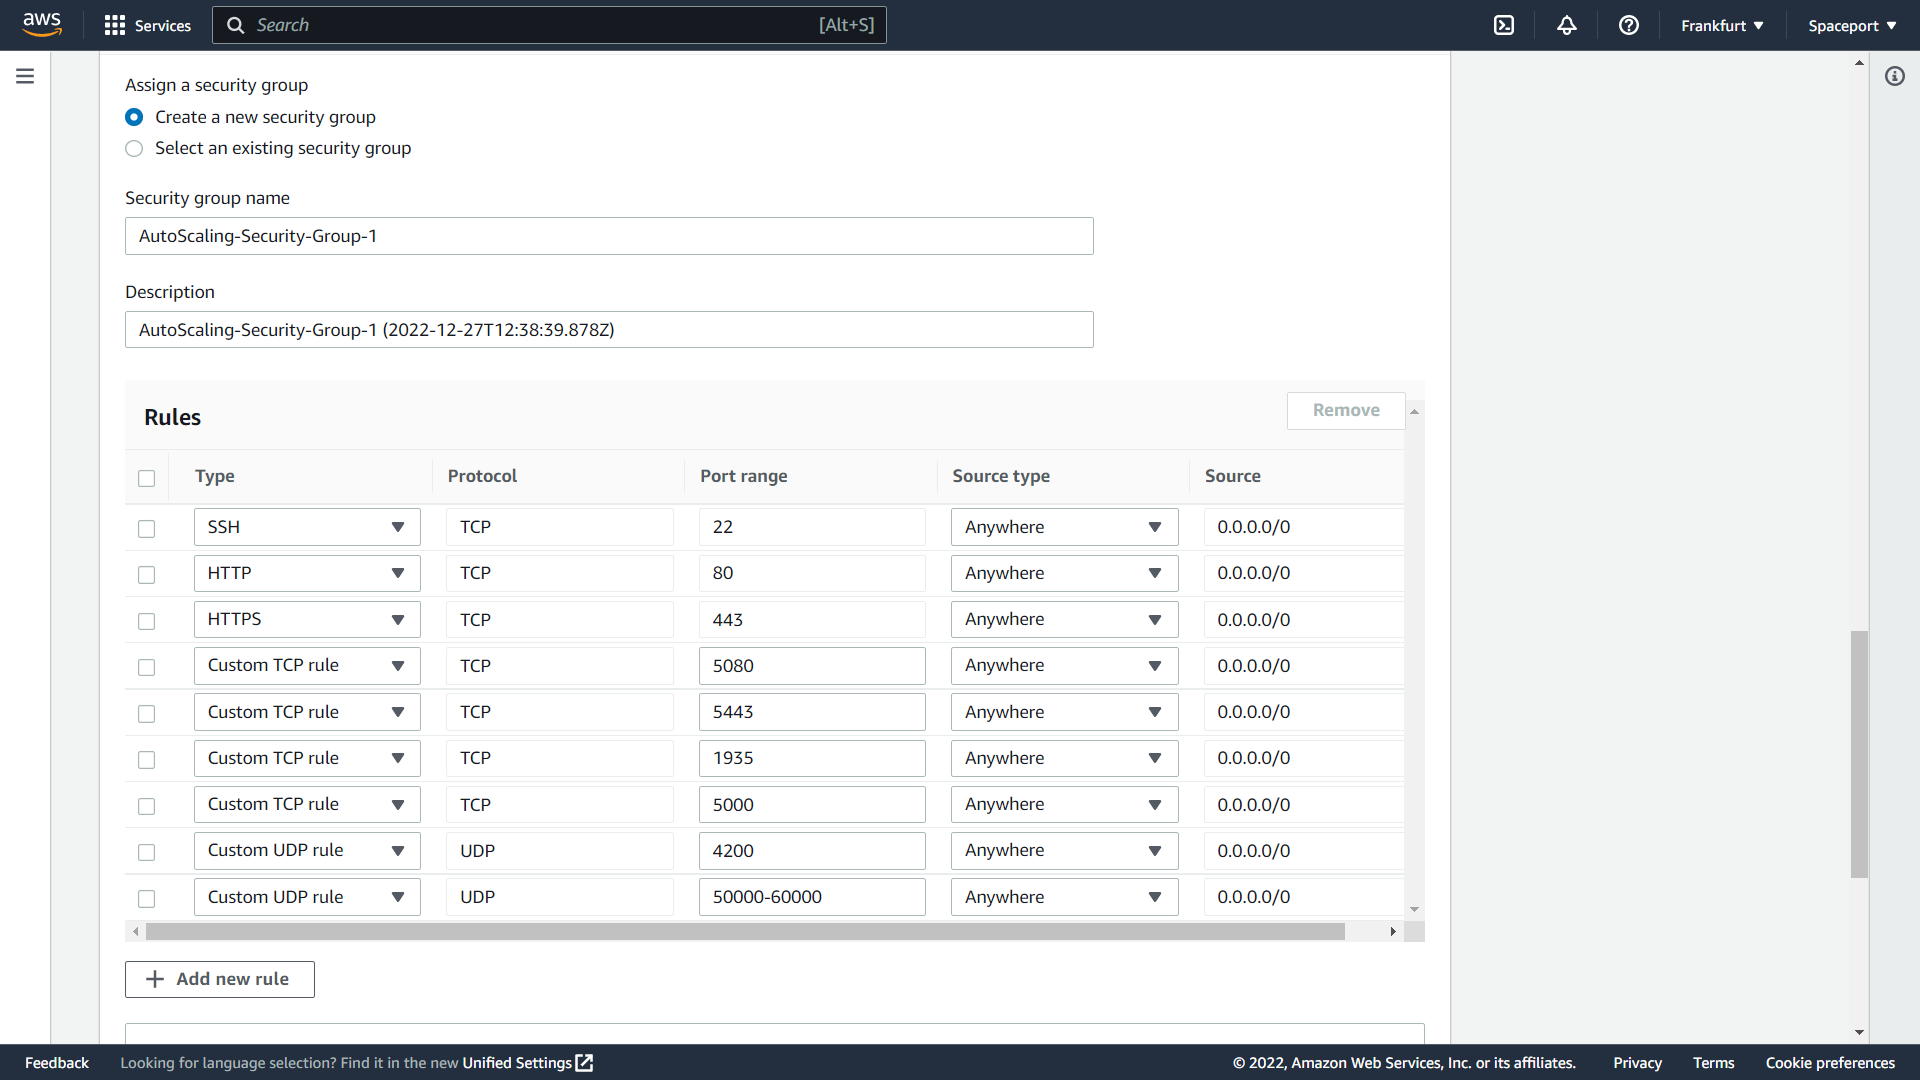 aws Services Search [Alt+S] Frankfurt Spaceport
Assign a security group
Create a new security group
Select an existing security group
Security group name
AutoScaling-Security-Group-1
Description
AutoScaling-Security-Group-1 (2022-12-27T12:38:39.878Z)
Rules Remove
Type Protocol Port range Source type Source
SSH TCP 22 Anywhere 0.0.0.0/0
HTTP TCP 80 Anywhere 0.0.0.0/0
HTTPS TCP 443 Anywhere 0.0.0.0/0
Custom TCP rule TCP 5080 Anywhere 0.0.0.0/0
Custom TCP rule TCP 5443 Anywhere 0.0.0.0/0
Custom TCP rule TCP 1935 Anywhere 0.0.0.0/0
Custom TCP rule TCP 5000 Anywhere 0.0.0.0/0
Custom UDP rule UDP 4200 Anywhere 0.0.0.0/0
Custom UDP rule UDP 50000-60000 Anywhere 0.0.0.0/0
Add new rule
Feedback Looking for language selection? Find it in the new Unified Settings © 2022, Amazon Web Services, Inc. or its affiliates. Privacy Terms Cookie preferences